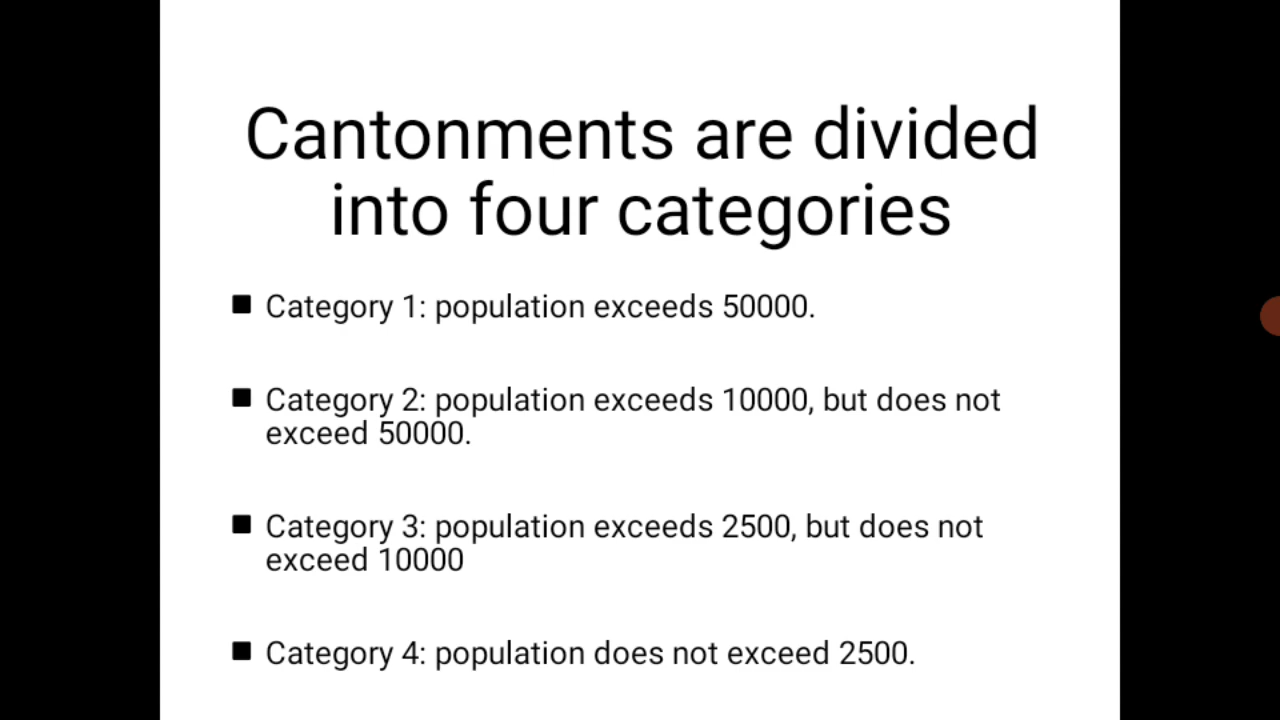 Cantonments are divided
into four categories
■ Category 1: population exceeds 50000.
■ Category 2: population exceeds 10000, but does not
exceed 50000.
■ Category 3: population exceeds 2500, but does not
exceed 10000
■ Category 4: population does not exceed 2500.